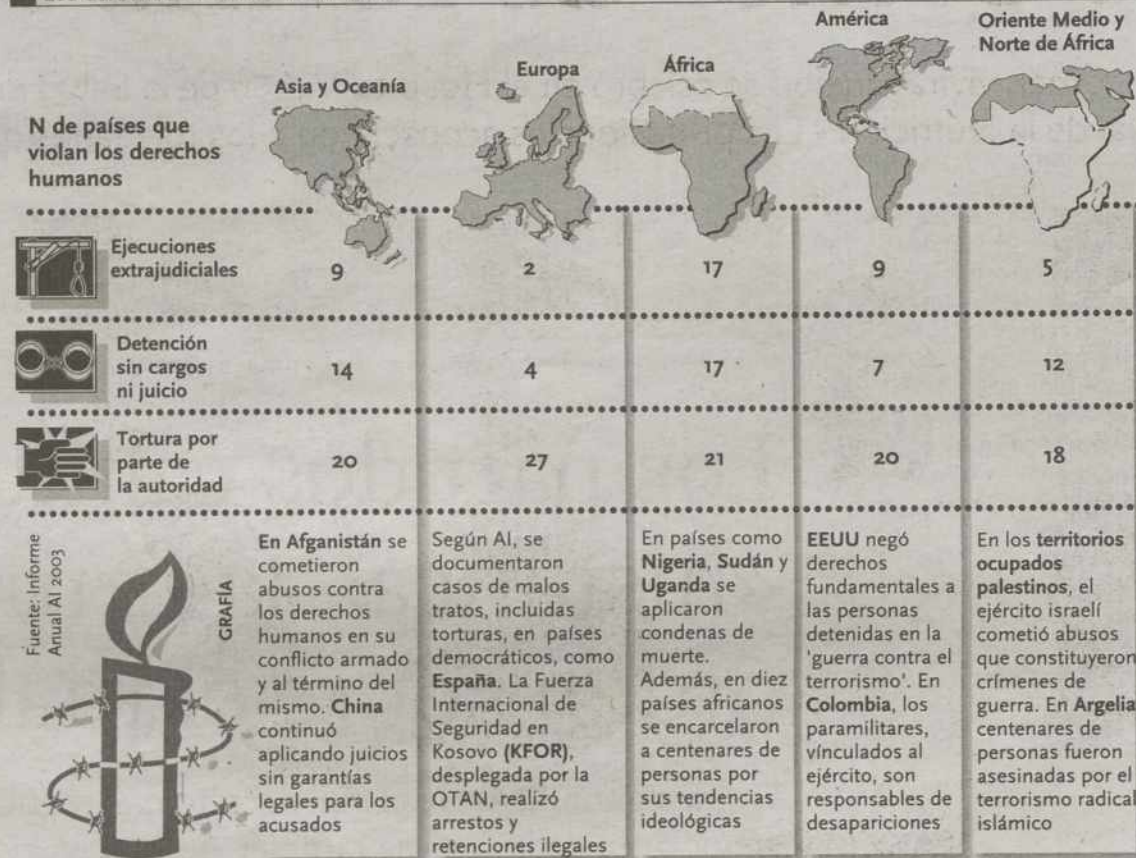 N de países que
violan los derechos
humanos
Asia y Oceanía
Europa
África
América
Oriente Medio y
Norte de África
Ejecuciones
extrajudiciales
9
2
17
9
5
Detención
sin cargos
ni juicio
14
4
17
7
12
Tortura por
parte de
la autoridad
20
27
21
20
18
Fuente: Informe
Anual AI 2003
GRAFÍA
En Afganistán se
cometieron
abusos contra
los derechos
humanos en su
conflicto armado
y al término del
mismo. China
continuó
aplicando juicios
sin garantías
legales para los
acusados
Según AI, se
documentaron
casos de malos
tratos, incluidas
torturas, en países
democráticos, como
España. La Fuerza
Internacional de
Seguridad en
Kosovo (KFOR),
desplegada por la
OTAN, realizó
arrestos y
retenciones ilegales
En países como
Nigeria, Sudán y
Uganda se
aplicaron
condenas de
muerte.
Además, en diez
países africanos
se encarcelaron
a centenares de
personas por
sus tendencias
ideológicas
EEUU negó
derechos
fundamentales a
las personas
detenidas en la
'guerra contra el
terrorismo'. En
Colombia, los
paramilitares,
vínculados al
ejército, son
responsables de
desapariciones
En los territorios
ocupados
palestinos, el
ejército israelí
cometió abusos
que constituyeron
crímenes de
guerra. En Argelia
centenares de
personas fueron
asesinadas por el
terrorismo radical
islámico